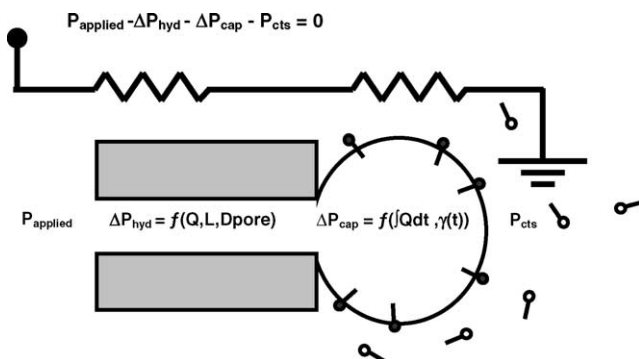 P_applied -ΔP_hyd - ΔP_cap - P_cts = 0
P_applied ΔP_hyd = f(Q,L,Dpore) ΔP_cap = f(∫Qdt ,γ(t)) P_cts